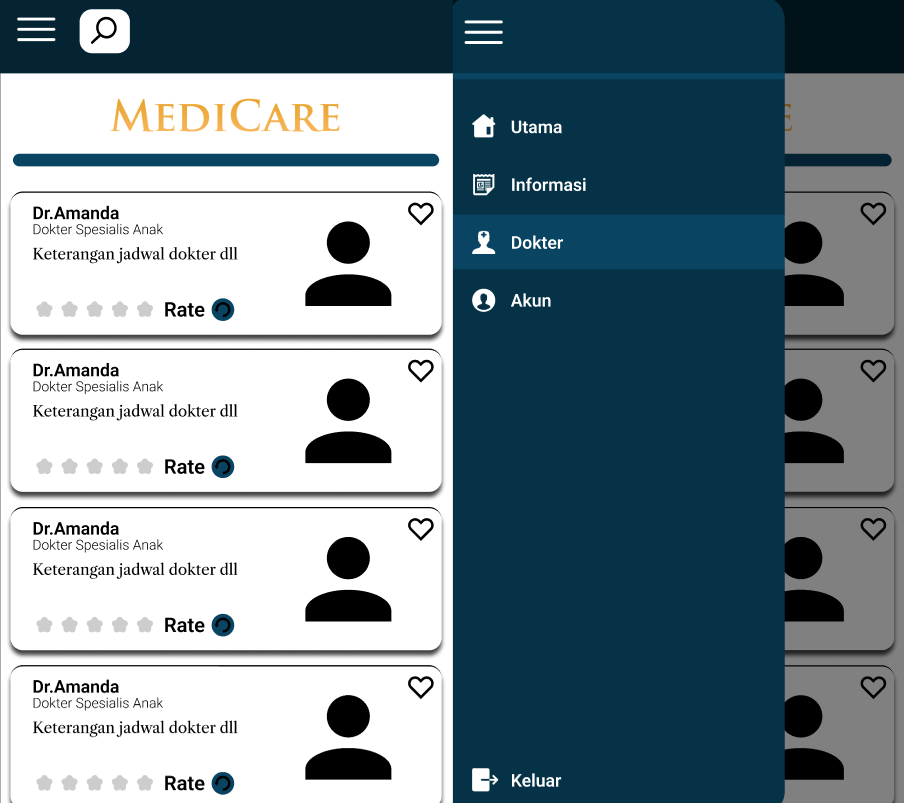 MEDICARE
Dr.Amanda
Dokter Spesialis Anak
Keterangan jadwal dokter dll
Rate
Dr.Amanda
Dokter Spesialis Anak
Keterangan jadwal dokter dll
Rate
Dr.Amanda
Dokter Spesialis Anak
Keterangan jadwal dokter dll
Rate
Dr.Amanda
Dokter Spesialis Anak
Keterangan jadwal dokter dll
Rate
Utama
Informasi
Dokter
Akun
Keluar
E